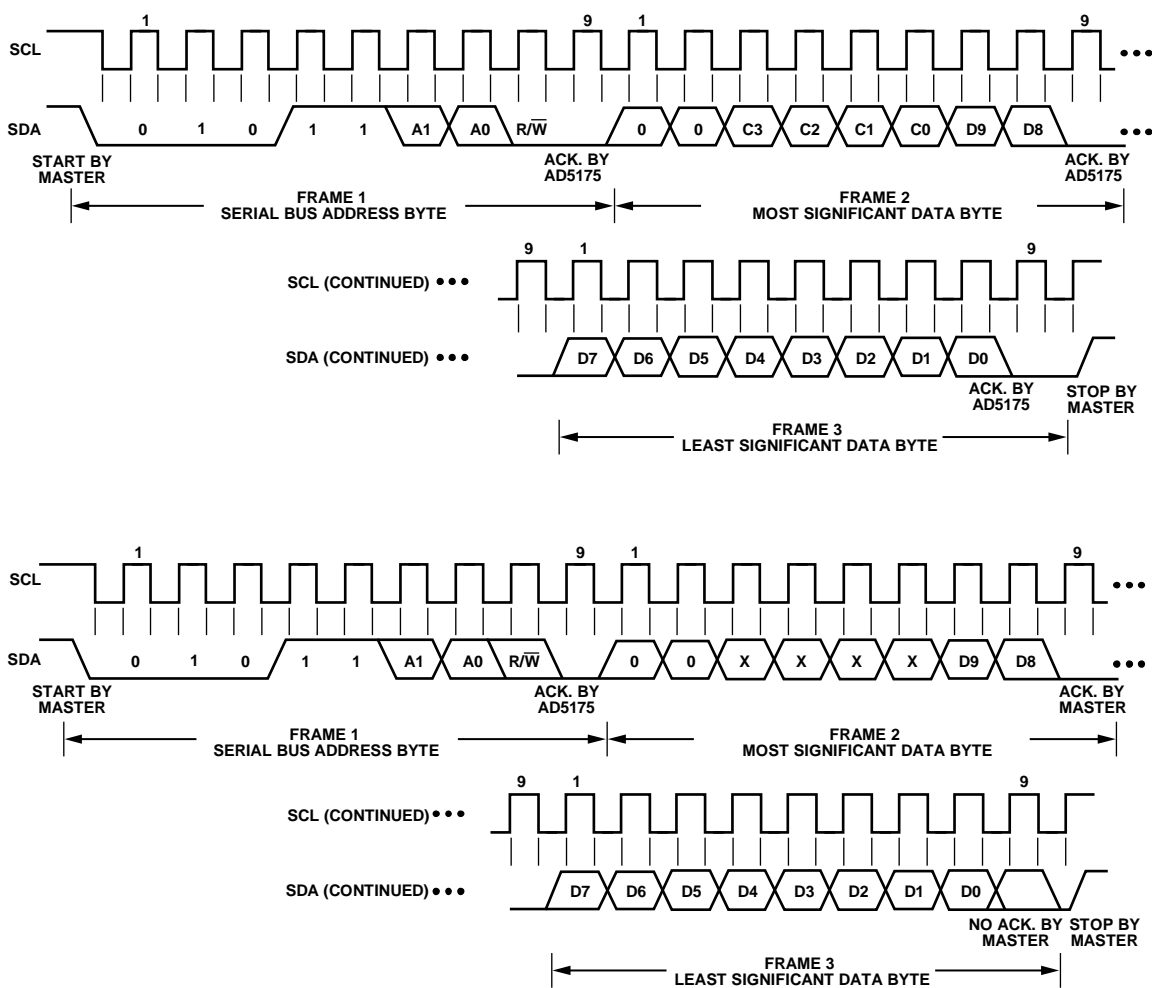 1 9 1 9
SCL
SDA 0 1 0 1 1 A1 A0 R/W̅ 0 0 C3 C2 C1 C0 D9 D8
START BY MASTER
ACK. BY AD5175
ACK. BY AD5175
FRAME 1
SERIAL BUS ADDRESS BYTE
FRAME 2
MOST SIGNIFICANT DATA BYTE
9 1 9
SCL (CONTINUED)
SDA (CONTINUED) D7 D6 D5 D4 D3 D2 D1 D0
ACK. BY AD5175
STOP BY MASTER
FRAME 3
LEAST SIGNIFICANT DATA BYTE
1 9 1 9
SCL
SDA 0 1 0 1 1 A1 A0 R/W̅ 0 0 X X X X D9 D8
START BY MASTER
ACK. BY AD5175
ACK. BY MASTER
FRAME 1
SERIAL BUS ADDRESS BYTE
FRAME 2
MOST SIGNIFICANT DATA BYTE
9 1 9
SCL (CONTINUED)
SDA (CONTINUED) D7 D6 D5 D4 D3 D2 D1 D0
NO ACK. BY MASTER
STOP BY MASTER
FRAME 3
LEAST SIGNIFICANT DATA BYTE